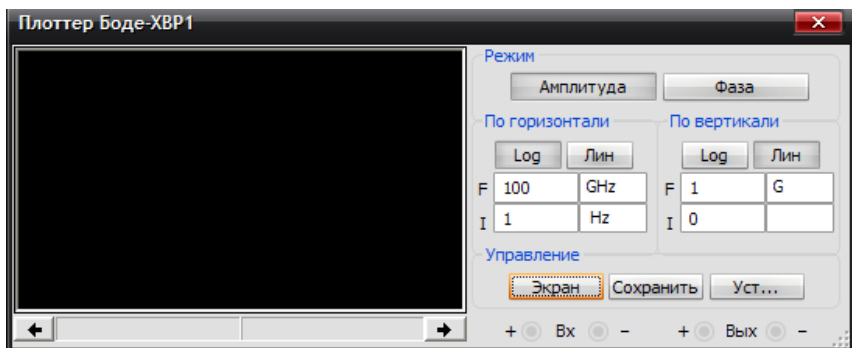 Плоттер Боде-XBP1
Режим
Амплитуда Фаза
По горизонтали По вертикали
Log Лин Log Лин
F 100 GHz F 1 G
I 1 Hz I 0
Управление
Экран Сохранить Уст...
+ Вх - + Вых -